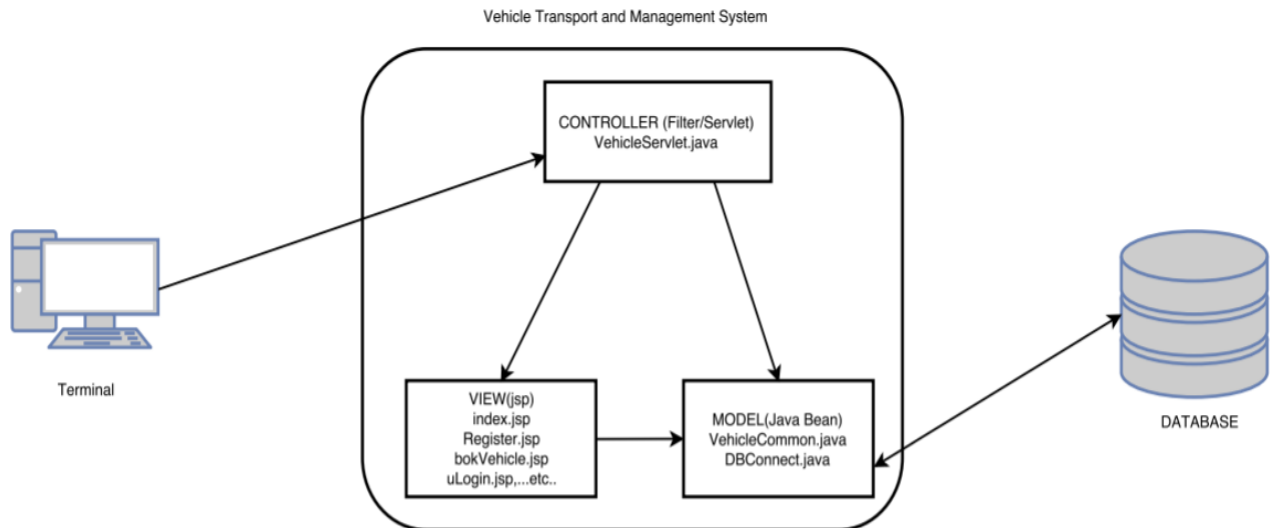 Vehicle Transport and Management System
CONTROLLER (Filter/Servlet)
VehicleServlet.java
Terminal
VIEW(jsp)
index.jsp
Register.jsp
bokVehicle.jsp
uLogin.jsp,...etc..
MODEL(Java Bean)
VehicleCommon.java
DBConnect.java
DATABASE